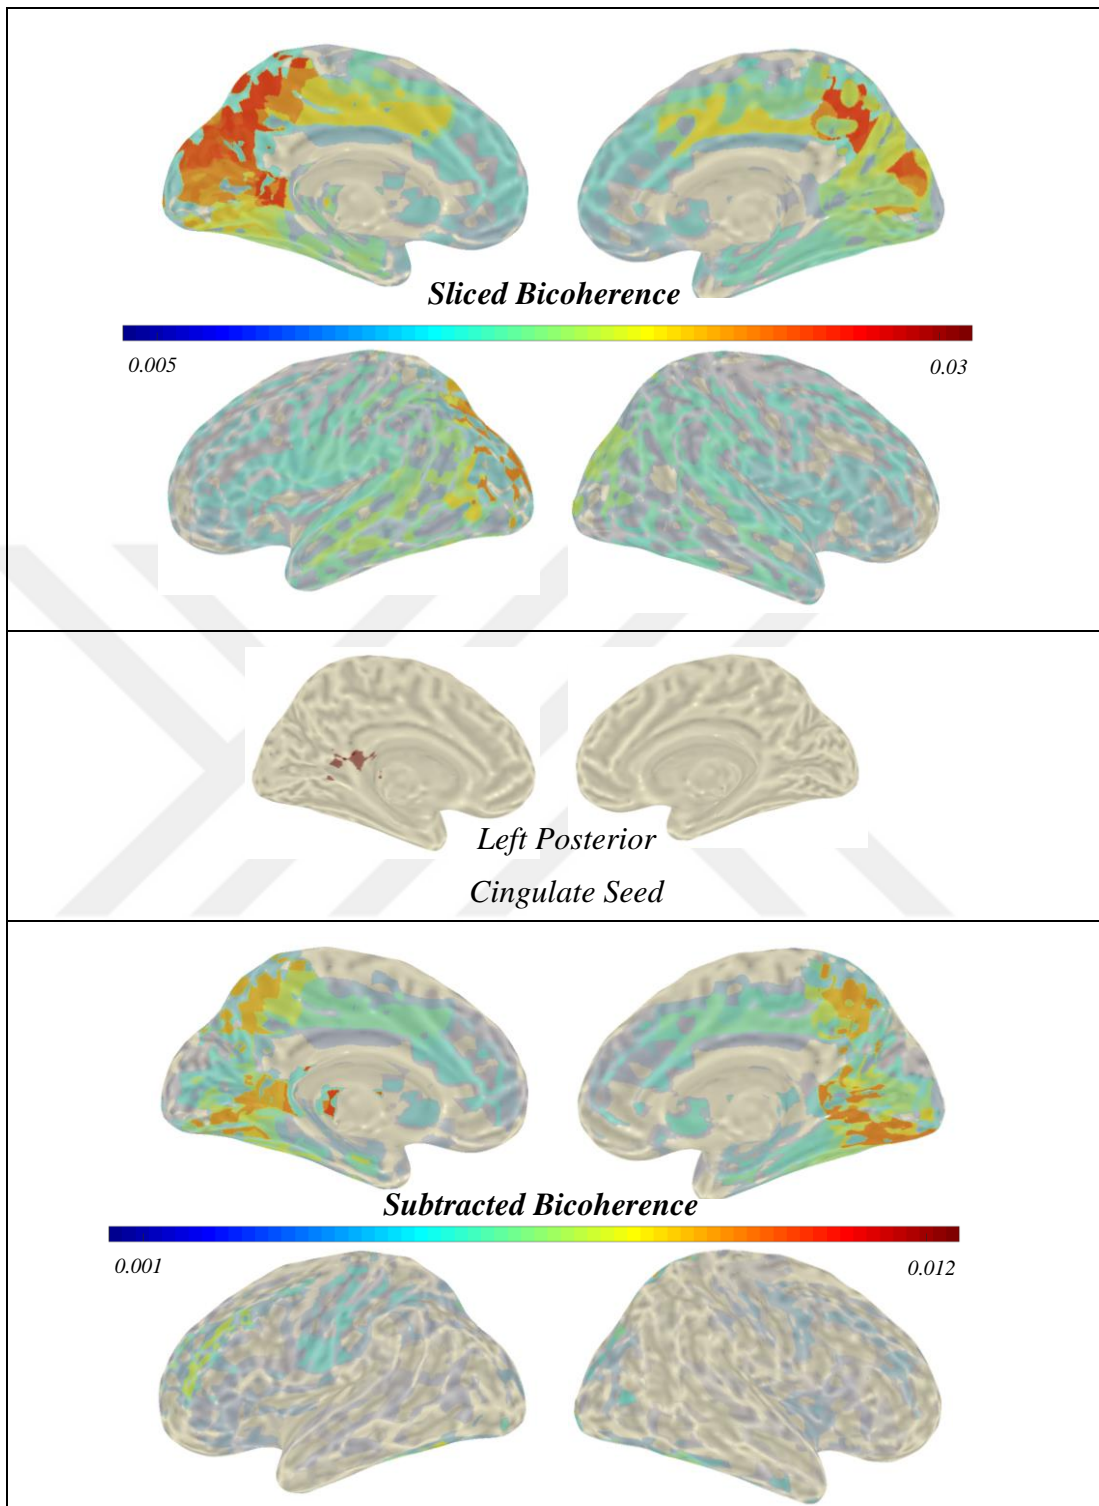 Sliced Bicoherence
0.005
0.03
Left Posterior
Cingulate Seed
Subtracted Bicoherence
0.001
0.012